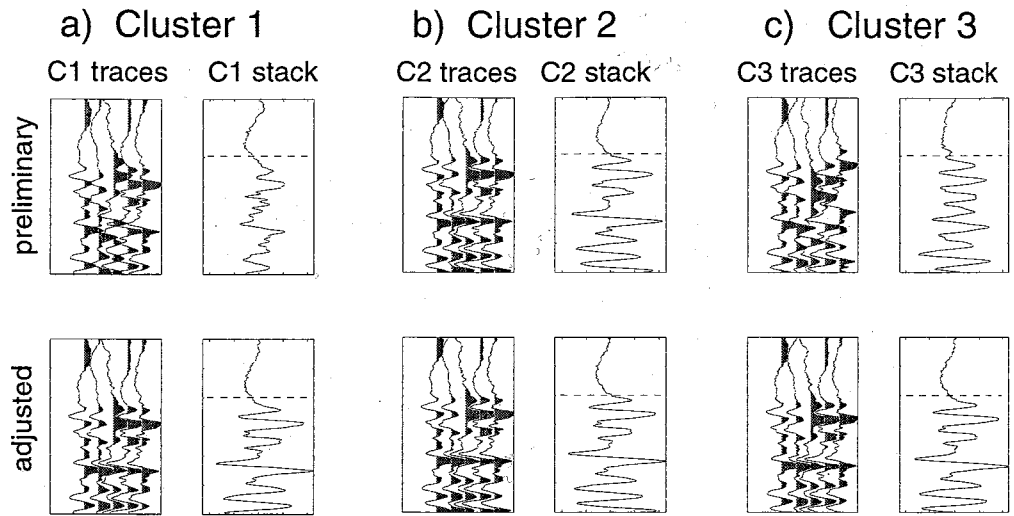 a) Cluster 1
b) Cluster 2
c) Cluster 3
C1 traces
C1 stack
C2 traces
C2 stack
C3 traces
C3 stack
preliminary
adjusted